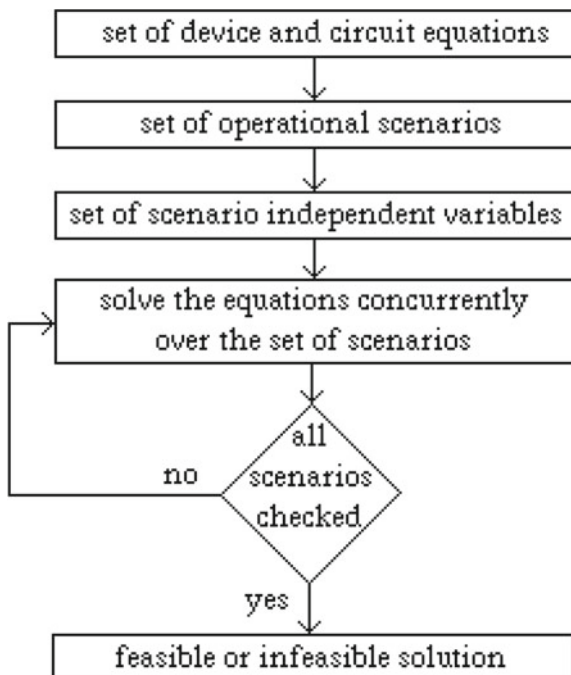 set of device and circuit equations
set of operational scenarios
set of scenario independent variables
solve the equations concurrently
over the set of scenarios
all
scenarios
checked
no
yes
feasible or infeasible solution